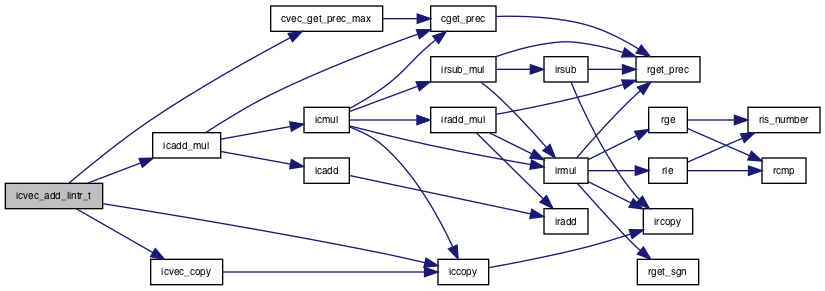 cvec_get_prec_max
cget_prec
irsub_mul
irsub
rget_prec
icmul
iradd_mul
rge
ris_number
icadd_mul
icadd
irmul
rle
rcmp
icvec_add_lintr_t
iradd
ircopy
icvec_copy
iccopy
rget_sgn